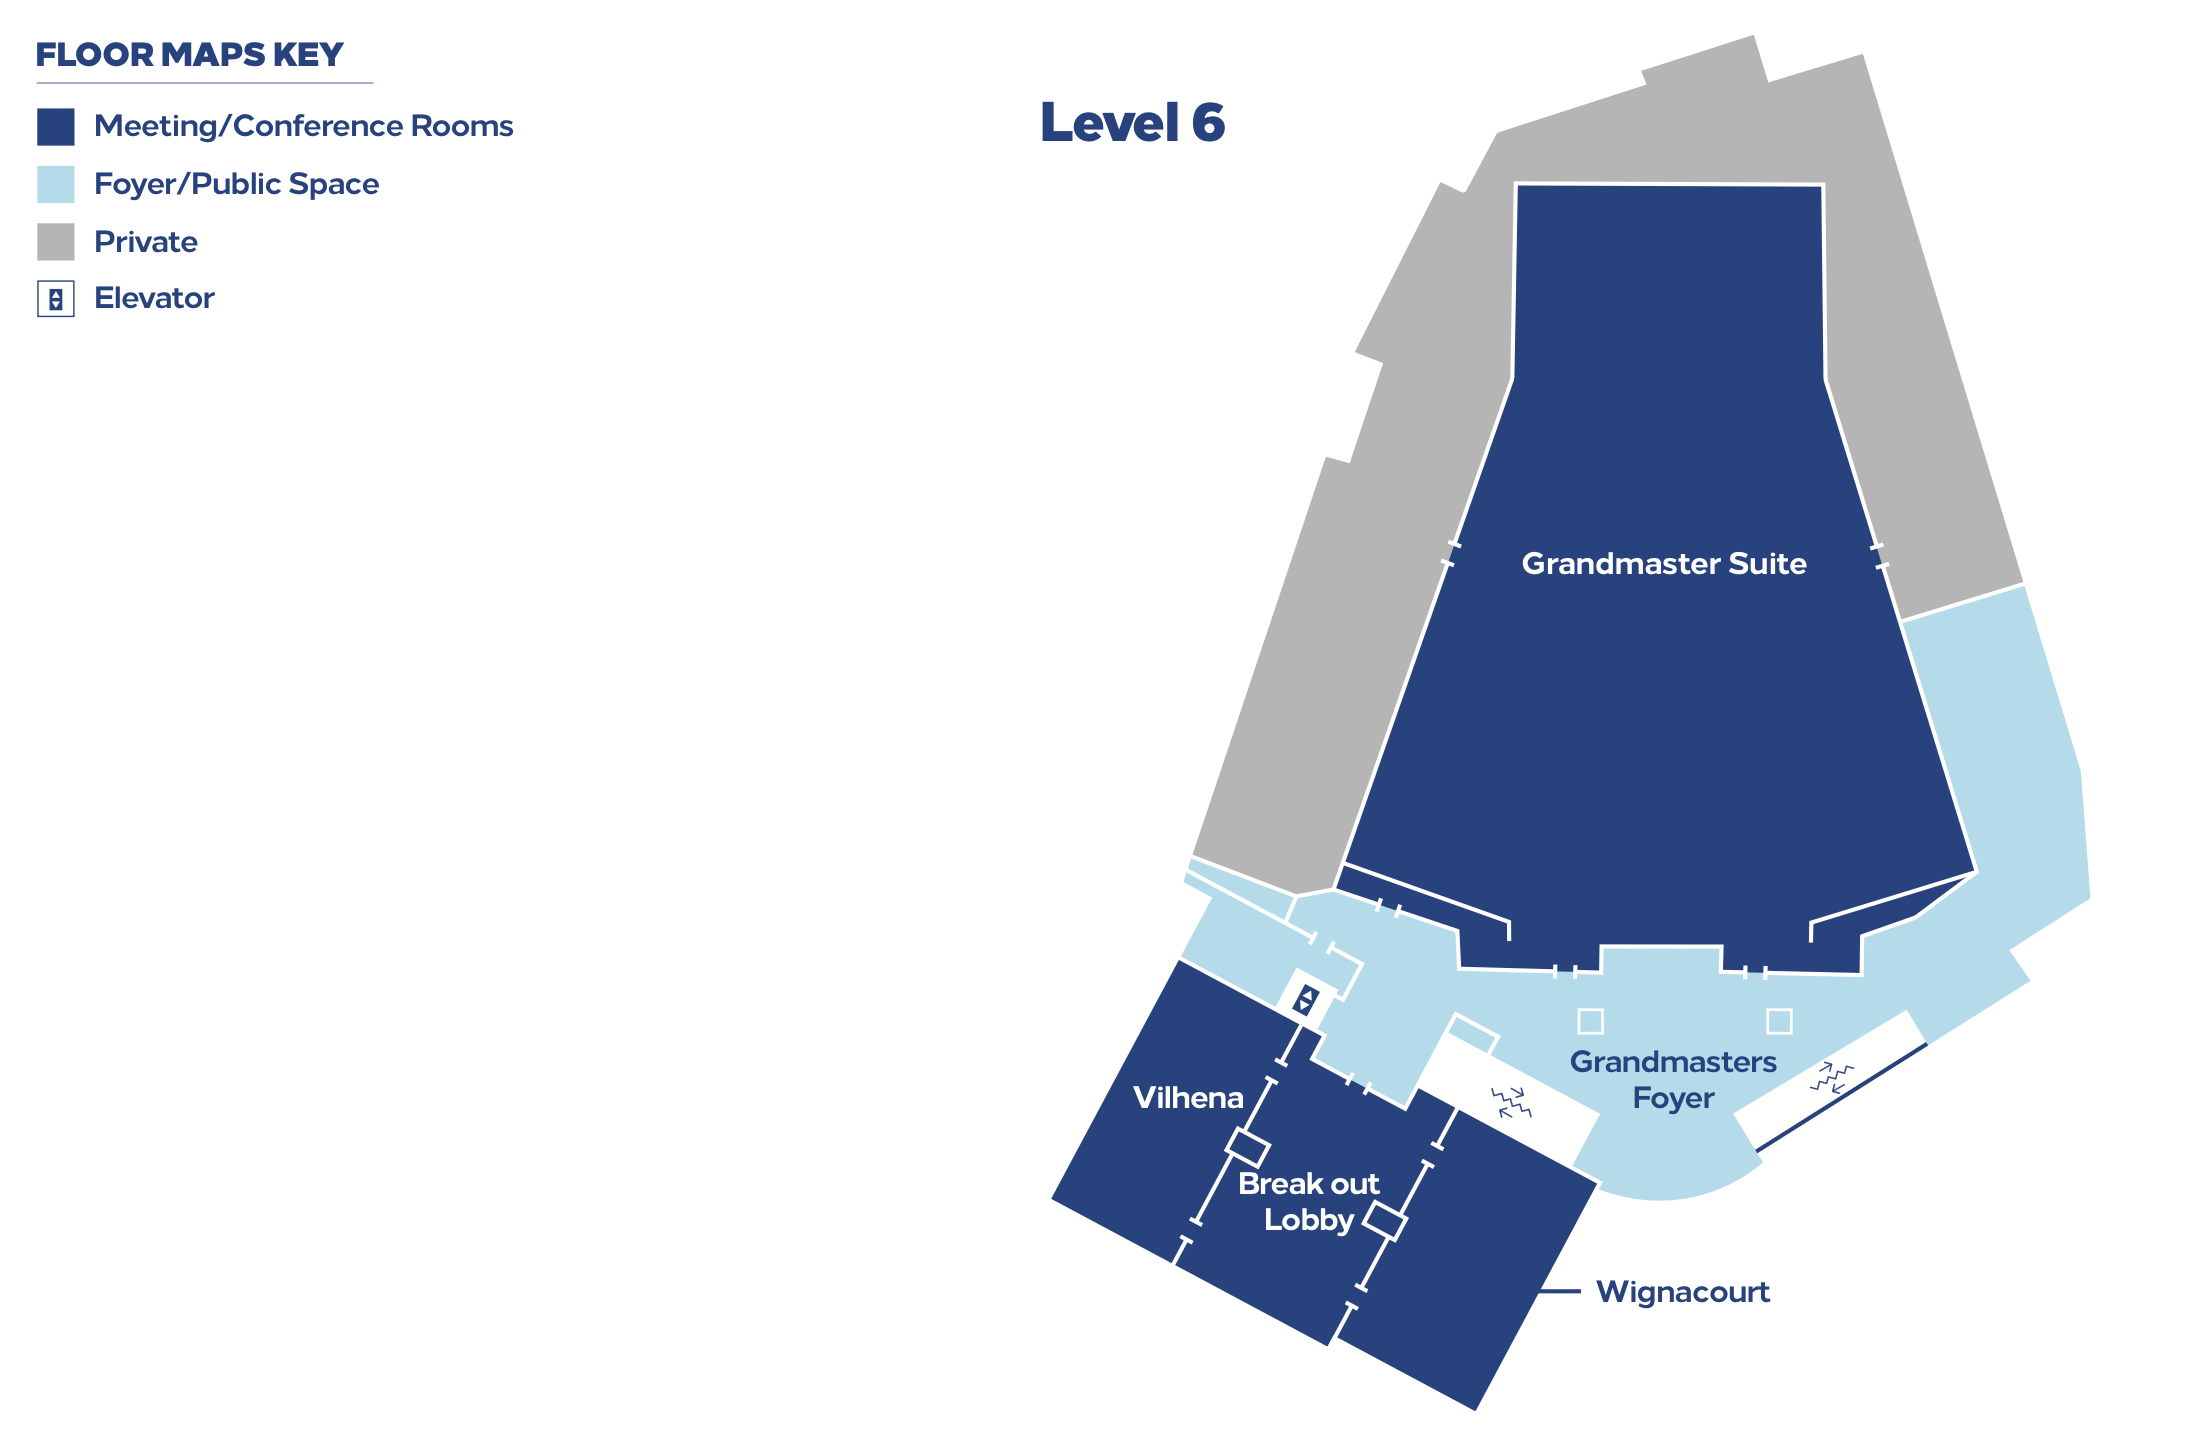 FLOOR MAPS KEY
Meeting/Conference Rooms
Foyer/Public Space
Private
Elevator
Level 6
Grandmaster Suite
Grandmasters
Foyer
Vilhena
Break out
Lobby
Wignacourt